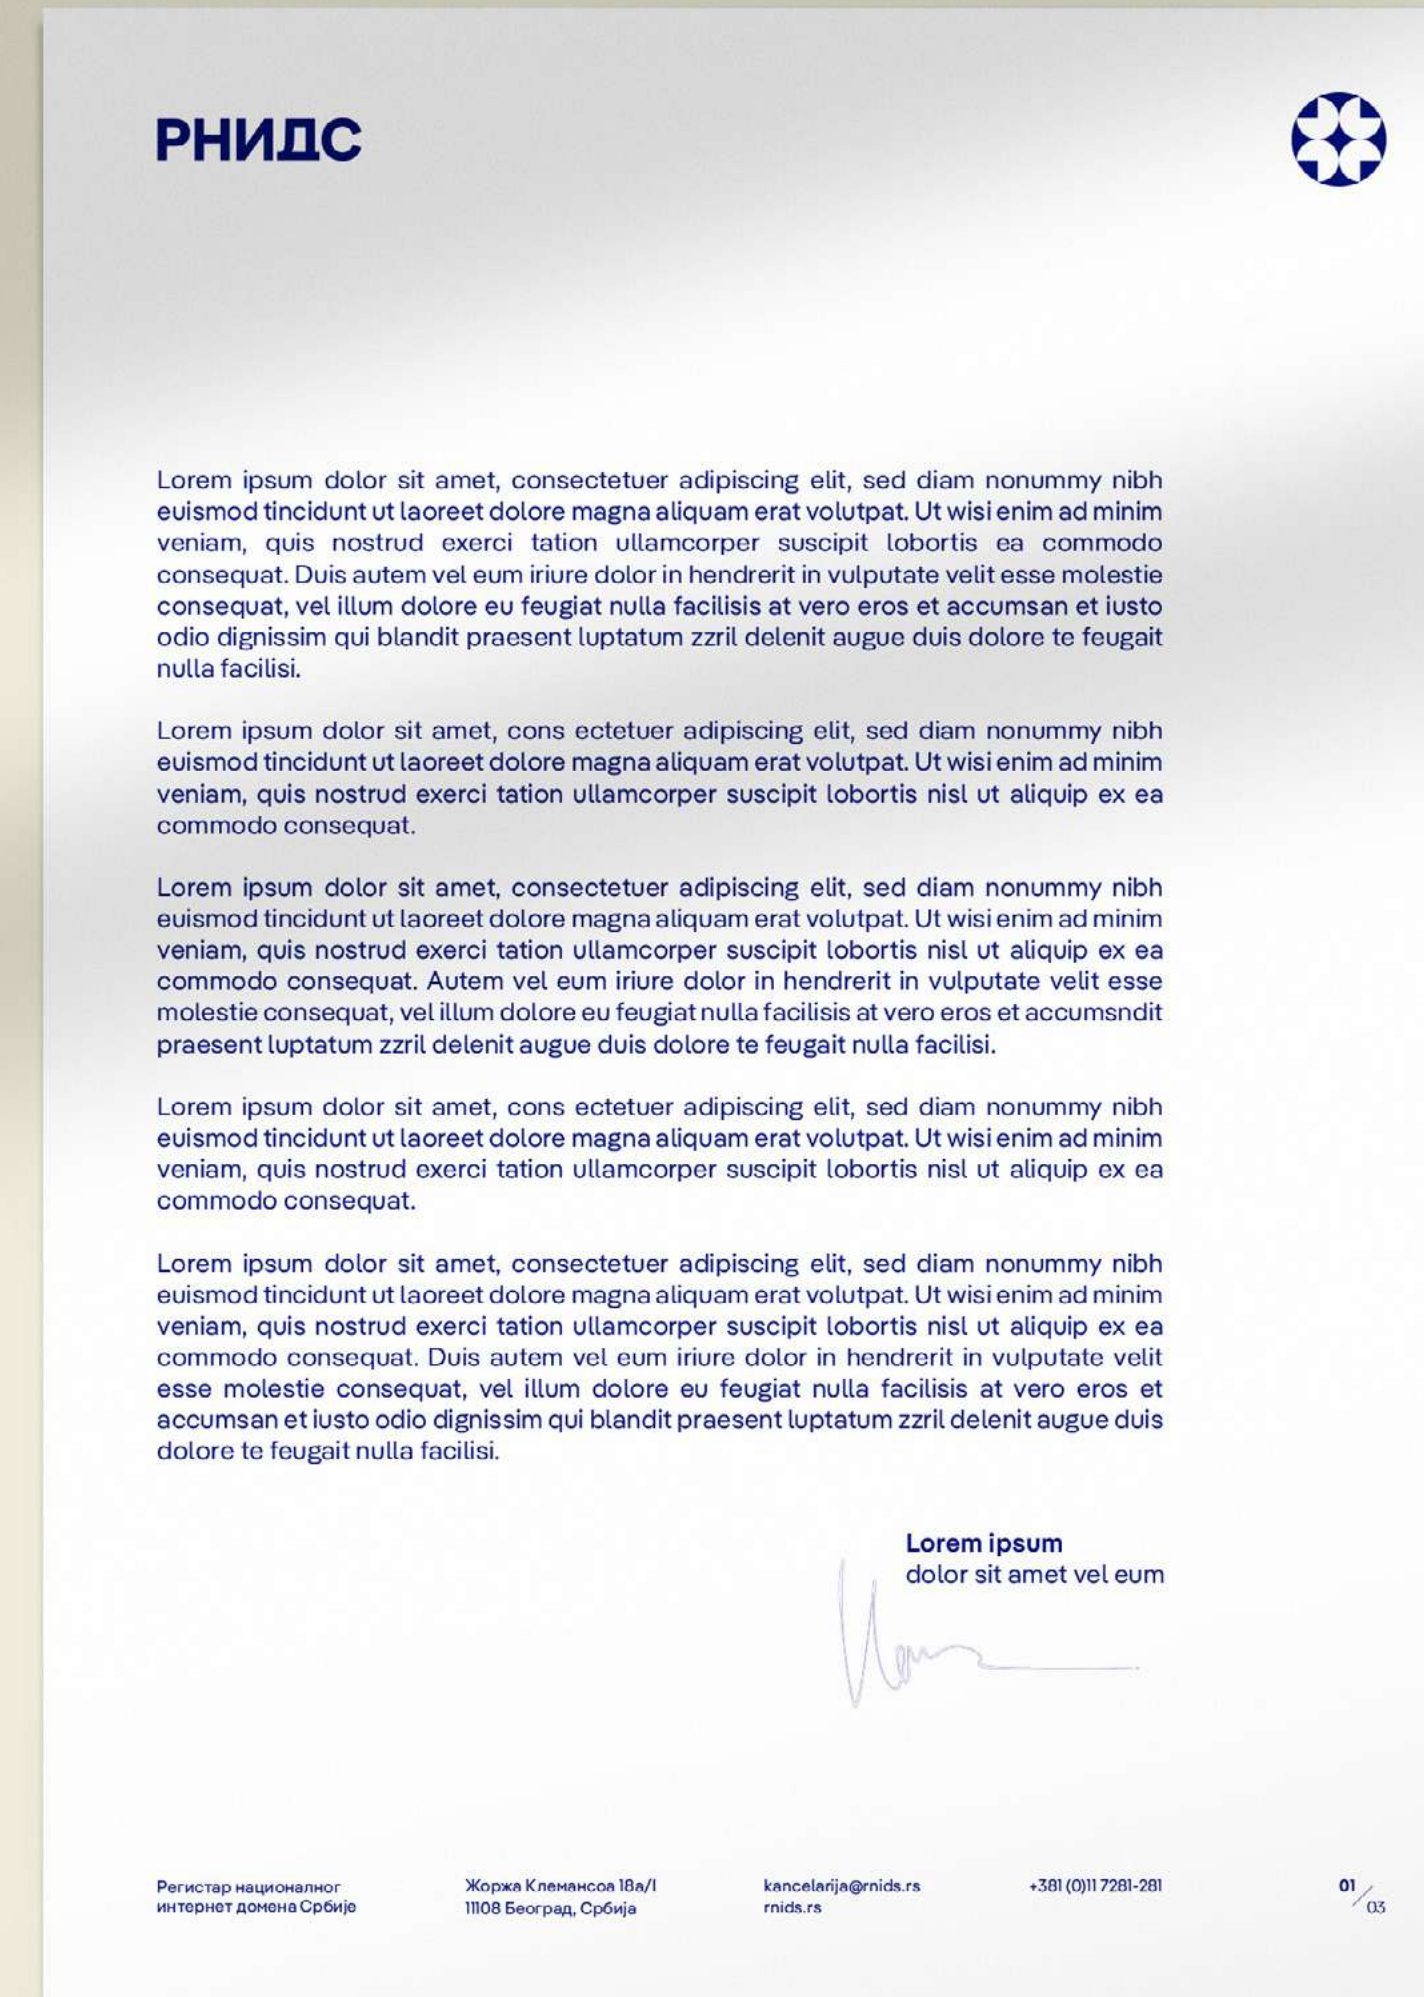 РНИДС
Lorem ipsum dolor sit amet, consectetuer adipiscing elit, sed diam nonummy nibh
euismod tincidunt ut laoreet dolore magna aliquam erat volutpat. Ut wisi enim ad minim
veniam, quis nostrud exerci tation ullamcorper suscipit lobortis ea commodo
consequat. Duis autem vel eum iriure dolor in hendrerit in vulputate velit esse molestie
consequat, vel illum dolore eu feugiat nulla facilisis at vero eros et accumsan et iusto
odio dignissim qui blandit praesent luptatum zzril delenit augue duis dolore te feugait
nulla facilisi.
Lorem ipsum dolor sit amet, cons ectetuer adipiscing elit, sed diam nonummy nibh
euismod tincidunt ut laoreet dolore magna aliquam erat volutpat. Ut wisi enim ad minim
veniam, quis nostrud exerci tation ullamcorper suscipit lobortis nisl ut aliquip ex ea
commodo consequat.
Lorem ipsum dolor sit amet, consectetuer adipiscing elit, sed diam nonummy nibh
euismod tincidunt ut laoreet dolore magna aliquam erat volutpat. Ut wisi enim ad minim
veniam, quis nostrud exerci tation ullamcorper suscipit lobortis nisl ut aliquip ex ea
commodo consequat. Autem vel eum iriure dolor in hendrerit in vulputate velit esse
molestie consequat, vel illum dolore eu feugiat nulla facilisis at vero eros et accumsndit
praesent luptatum zzril delenit augue duis dolore te feugait nulla facilisi.
Lorem ipsum dolor sit amet, cons ectetuer adipiscing elit, sed diam nonummy nibh
euismod tincidunt ut laoreet dolore magna aliquam erat volutpat. Ut wisi enim ad minim
veniam, quis nostrud exerci tation ullamcorper suscipit lobortis nisl ut aliquip ex ea
commodo consequat.
Lorem ipsum dolor sit amet, consectetuer adipiscing elit, sed diam nonummy nibh
euismod tincidunt ut laoreet dolore magna aliquam erat volutpat. Ut wisi enim ad minim
veniam, quis nostrud exerci tation ullamcorper suscipit lobortis nisl ut aliquip ex ea
commodo consequat. Duis autem vel eum iriure dolor in hendrerit in vulputate velit
esse molestie consequat, vel illum dolore eu feugiat nulla facilisis at vero eros et
accumsan et iusto odio dignissim qui blandit praesent luptatum zzril delenit augue duis
dolore te feugait nulla facilisi.
Lorem ipsum
dolor sit amet vel eum
Регистар националног
интернет домена Србије
Жоржа Клемансоа 18а/I
11108 Београд, Србија
kancelarija@rnids.rs
rnids.rs
+381 (0)11 7281-281
01/03